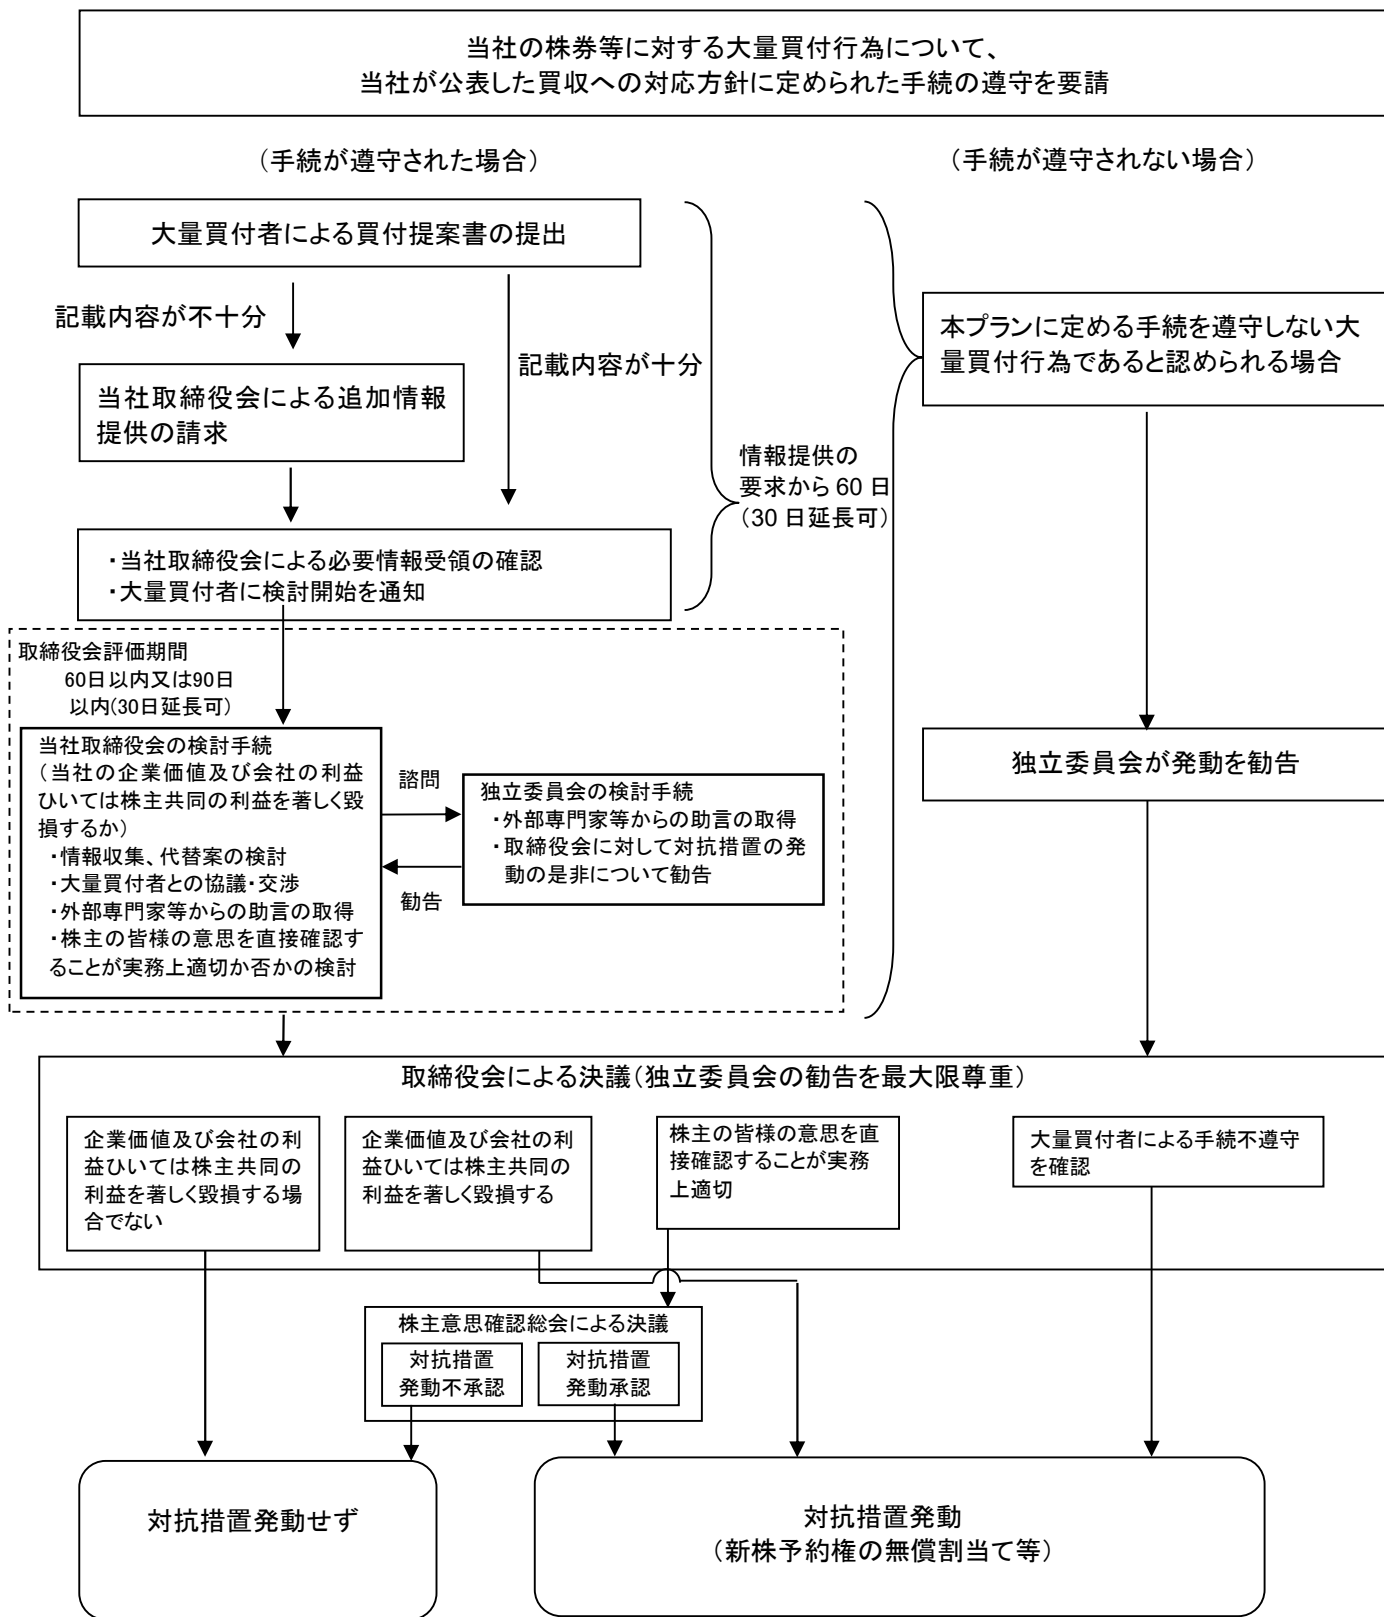 当社の株券等に対する大量買付行為について、
当社が公表した買収への対応方針に定められた手続の遵守を要請
（手続が遵守された場合）
（手続が遵守されない場合）
大量買付者による買付提案書の提出
記載内容が不十分
記載内容が十分
当社取締役会による追加情報
提供の請求
・当社取締役会による必要情報受領の確認
・大量買付者に検討開始を通知
情報提供の
要求から 60 日
（30 日延長可）
本プランに定める手続を遵守しない大
量買付行為であると認められる場合
取締役会評価期間
60日以内又は90日
以内(30日延長可)
当社取締役会の検討手続
（当社の企業価値及び会社の利益
ひいては株主共同の利益を著しく毀
損するか）
・情報収集、代替案の検討
・大量買付者との協議・交渉
・外部専門家等からの助言の取得
・株主の皆様の意思を直接確認す
ることが実務上適切か否かの検討
諮問
勧告
独立委員会の検討手続
・外部専門家等からの助言の取得
・取締役会に対して対抗措置の発
動の是非について勧告
独立委員会が発動を勧告
取締役会による決議（独立委員会の勧告を最大限尊重）
企業価値及び会社の利
益ひいては株主共同の
利益を著しく毀損する場
合でない
企業価値及び会社の利
益ひいては株主共同の
利益を著しく毀損する
株主の皆様の意思を直
接確認することが実務
上適切
大量買付者による手続不遵守
を確認
株主意思確認総会による決議
対抗措置
発動不承認
対抗措置
発動承認
対抗措置発動せず
対抗措置発動
（新株予約権の無償割当て等）